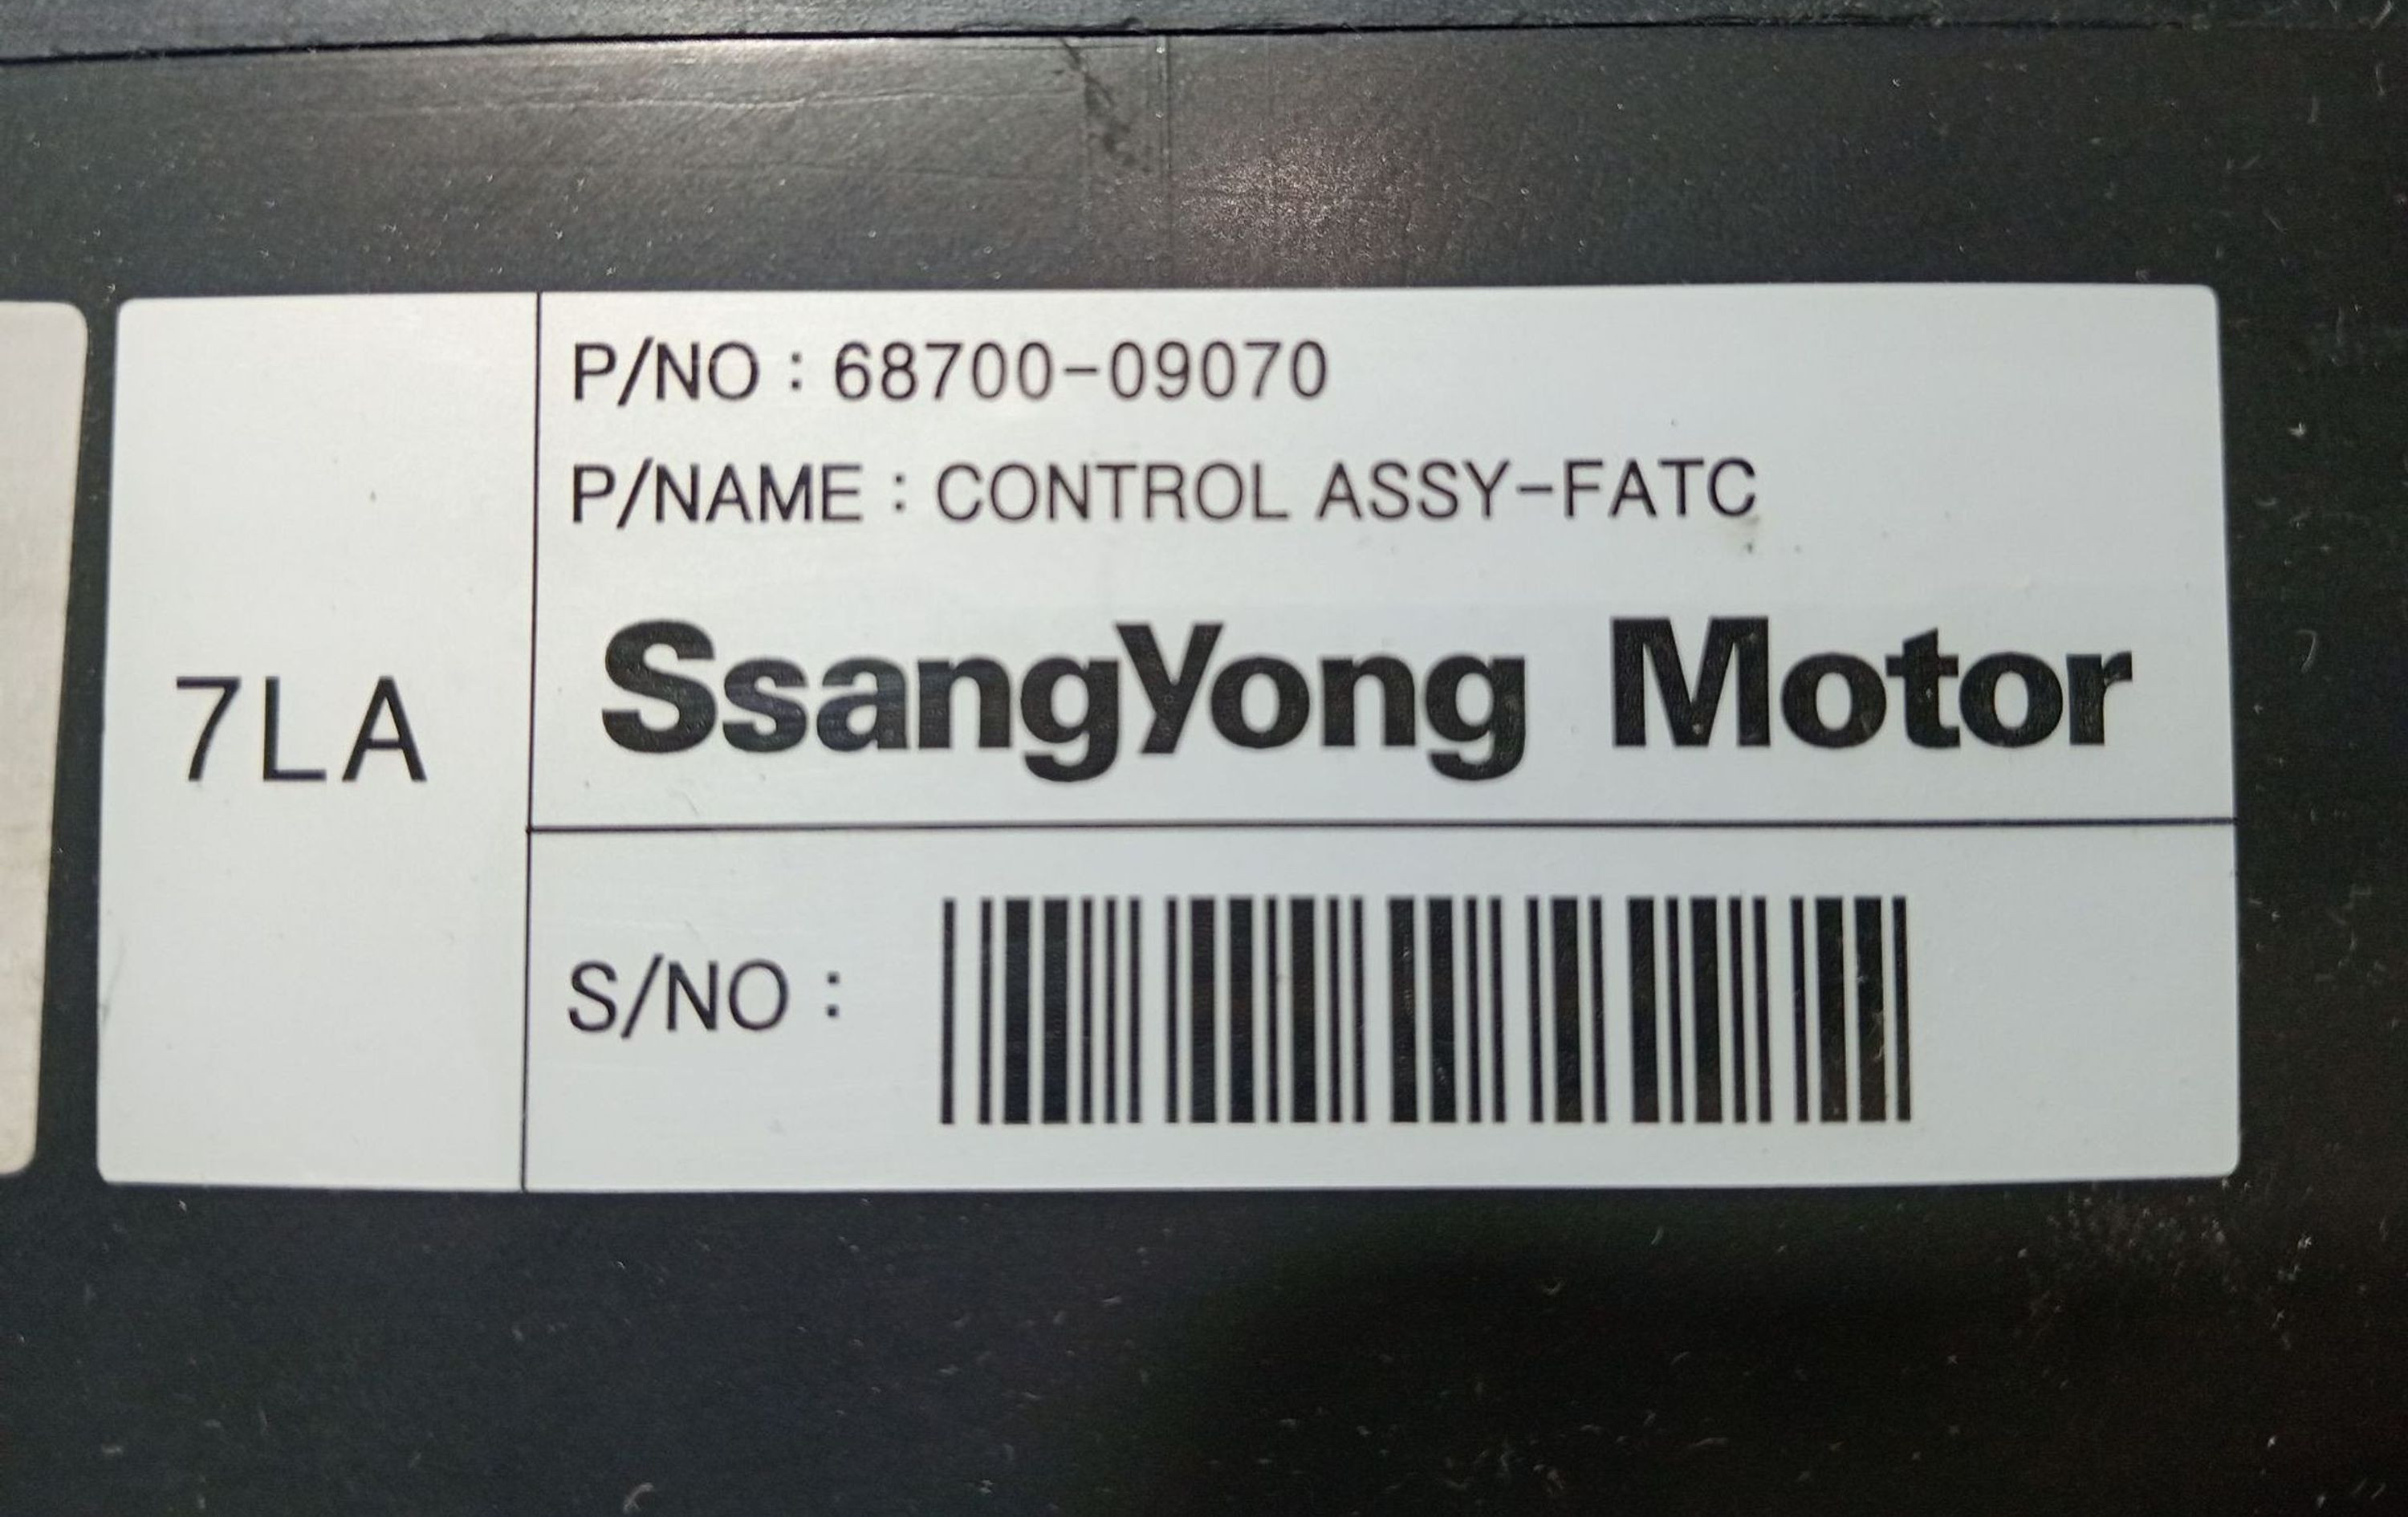 7LA
P/NO : 68700-09070
P/NAME : CONTROL ASSY-FATC
SsangYong Motor
S/NO :